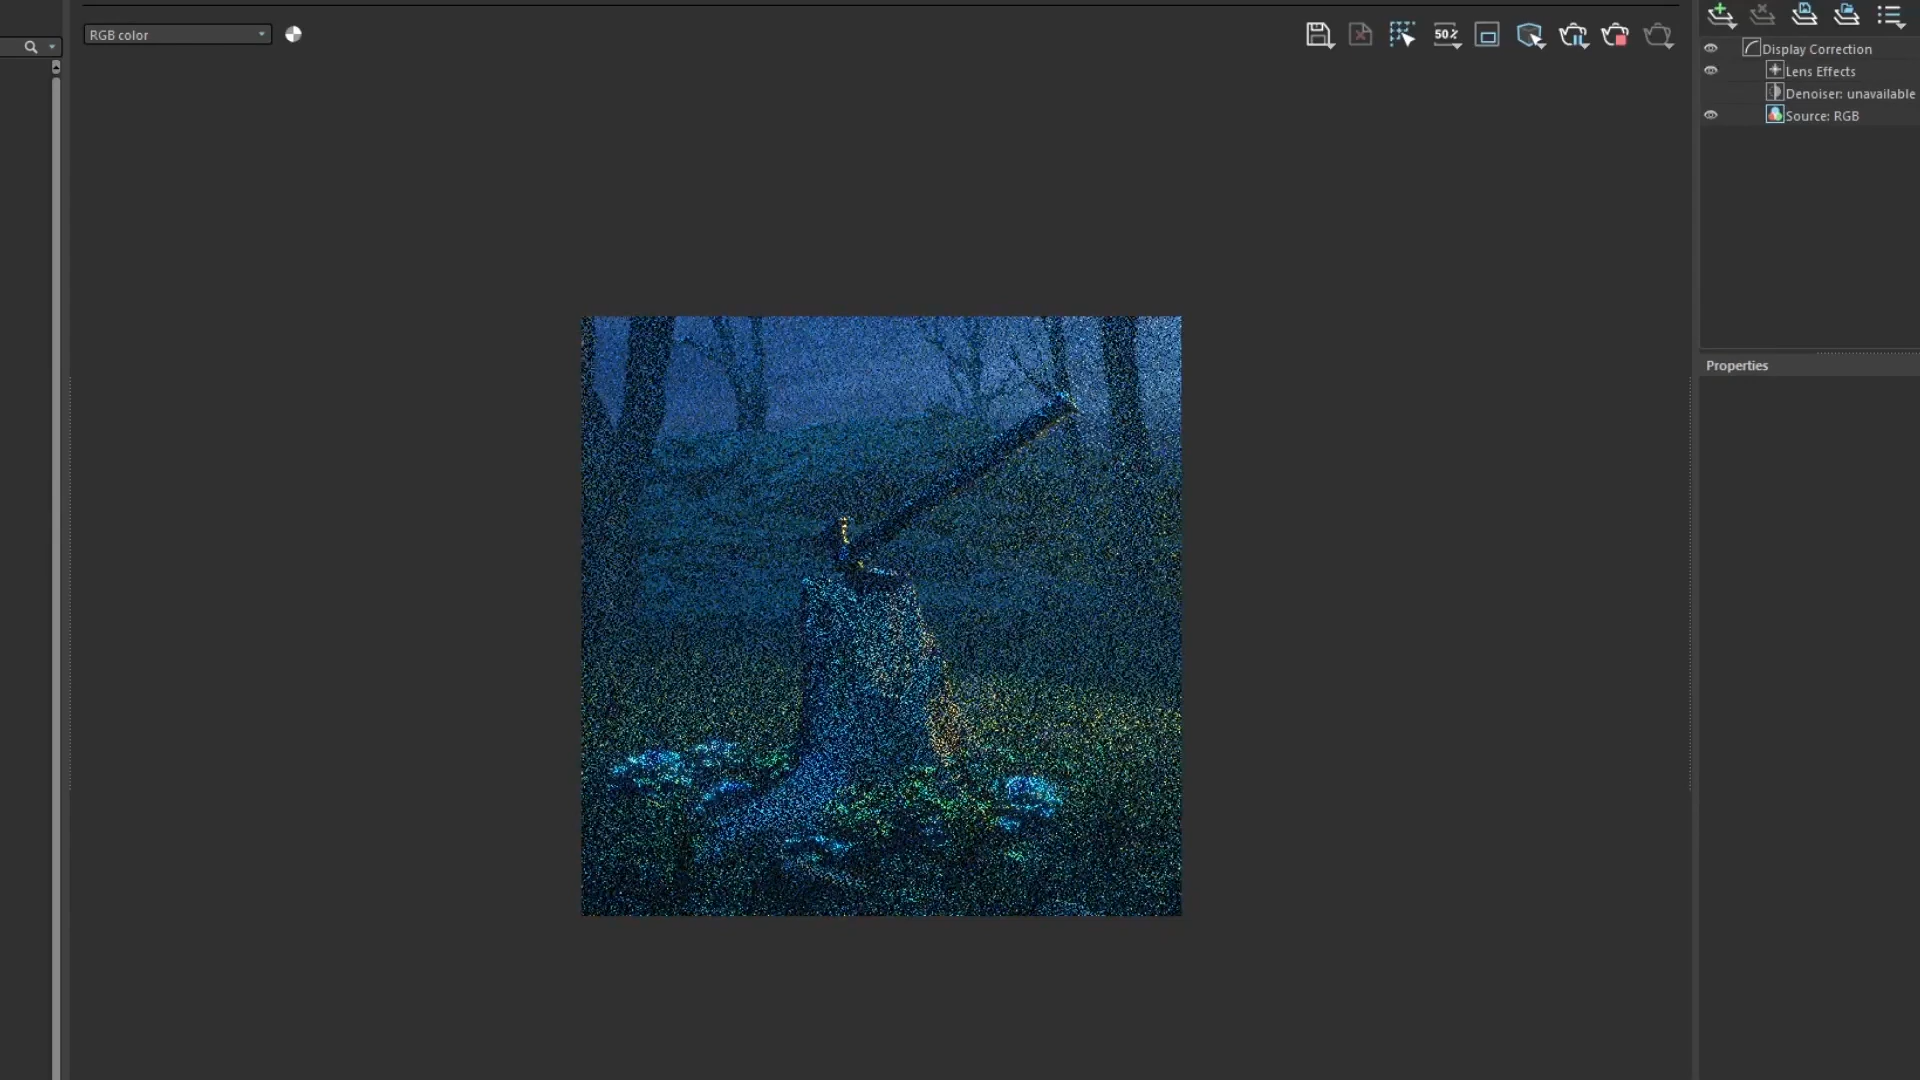 RGB color
50%
Display Correction
Lens Effects
Denoiser: unavailable
Source: RGB
Properties